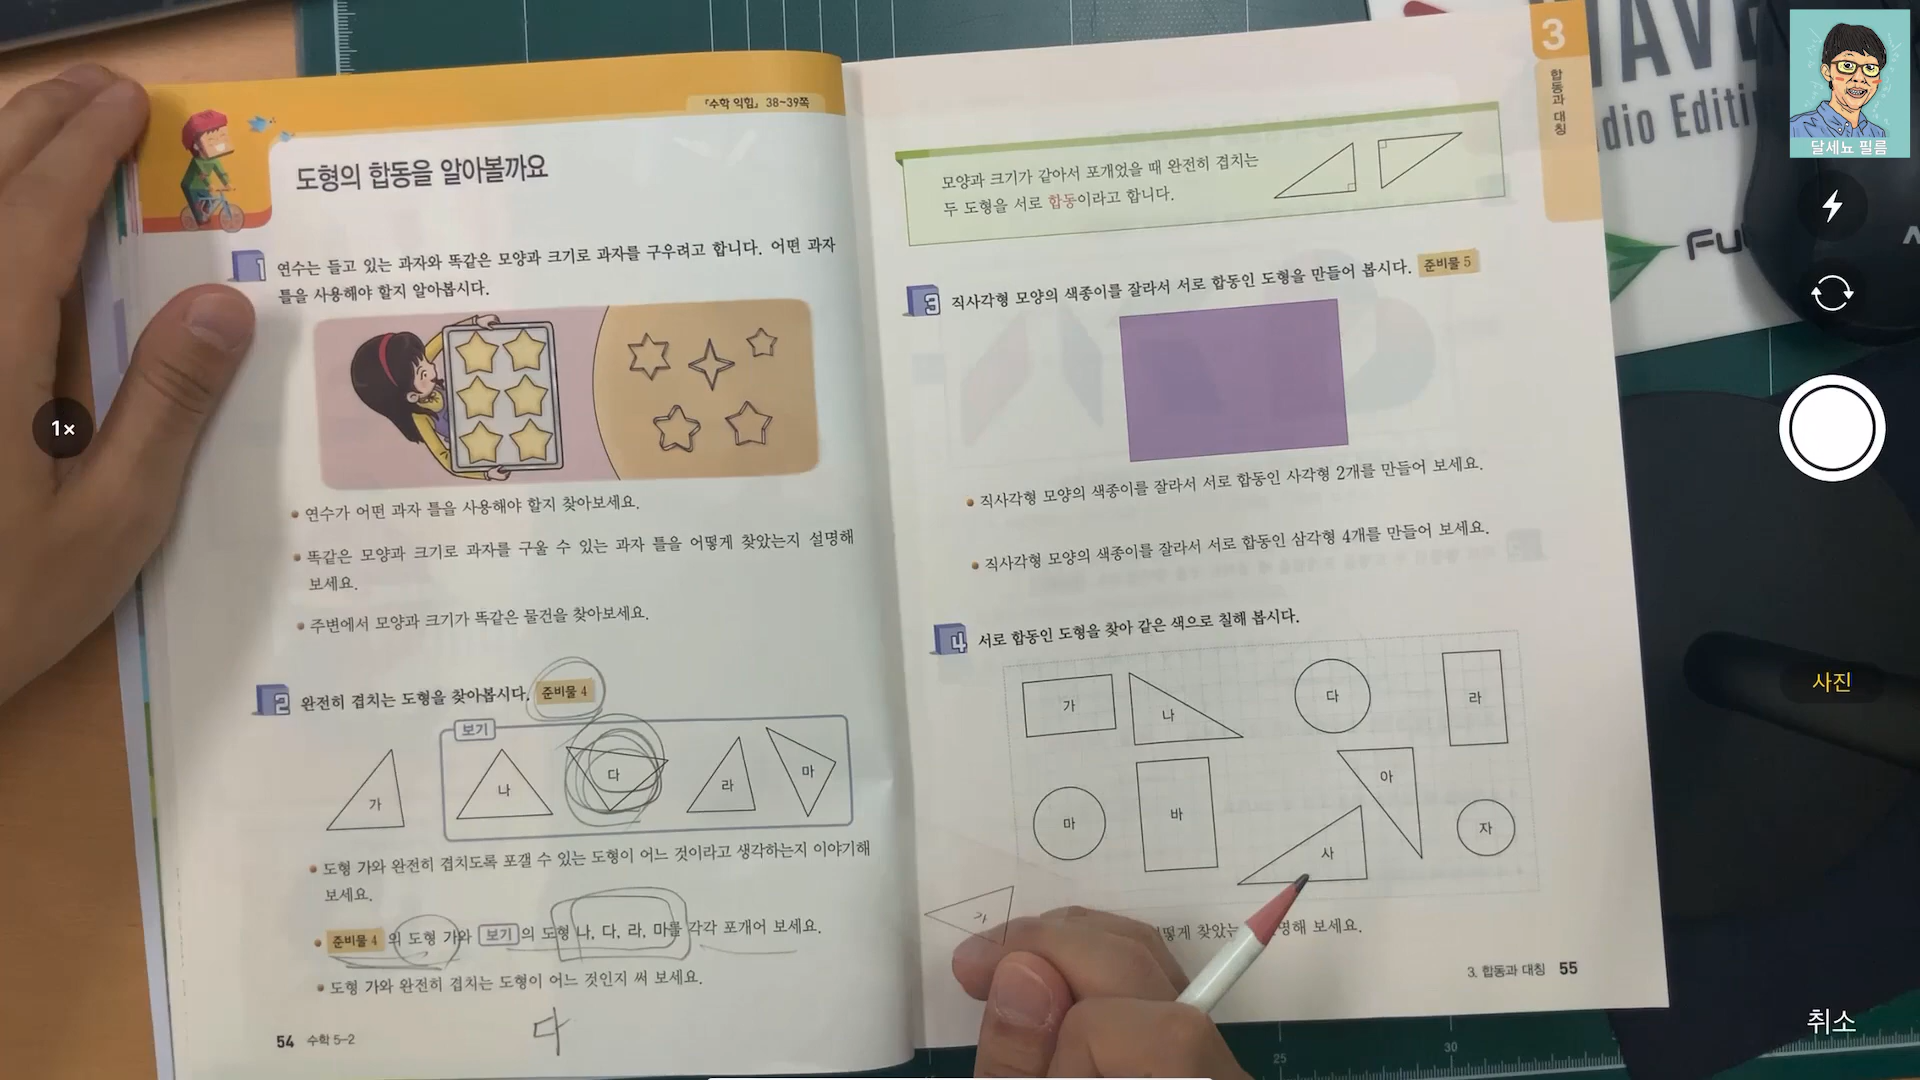 『수학 익힘』 38~39쪽
도형의 합동을 알아볼까요
1 연수는 들고 있는 과자와 똑같은 모양과 크기로 과자를 구우려고 합니다. 어떤 과자
틀을 사용해야 할지 알아봅시다.
• 연수가 어떤 과자 틀을 사용해야 할지 찾아보세요.
• 똑같은 모양과 크기로 과자를 구울 수 있는 과자 틀을 어떻게 찾았는지 설명해
보세요.
• 주변에서 모양과 크기가 똑같은 물건을 찾아보세요.
2 완전히 겹치는 도형을 찾아봅시다. 준비물 4
보기
가 나 다 라 마
• 도형 가와 완전히 겹치도록 포갤 수 있는 도형이 어느 것이라고 생각하는지 이야기해
보세요.
• 준비물 4 의 도형 가와 보기 의 도형 나, 다, 라, 마를 각각 포개어 보세요.
• 도형 가와 완전히 겹치는 도형이 어느 것인지 써 보세요.
다
54 수학 5-2
3
합동과 대칭
모양과 크기가 같아서 포개었을 때 완전히 겹치는
두 도형을 서로 합동이라고 합니다.
3 직사각형 모양의 색종이를 잘라서 서로 합동인 도형을 만들어 봅시다. 준비물 5
• 직사각형 모양의 색종이를 잘라서 서로 합동인 사각형 2개를 만들어 보세요.
• 직사각형 모양의 색종이를 잘라서 서로 합동인 삼각형 4개를 만들어 보세요.
4 서로 합동인 도형을 찾아 같은 색으로 칠해 봅시다.
가 나 다 라
마 바 사 아 자
가
찾았는 보세요.
3. 합동과 대칭 55
25 30
dio Editi
달세뇨 필름
1×
사진
취소